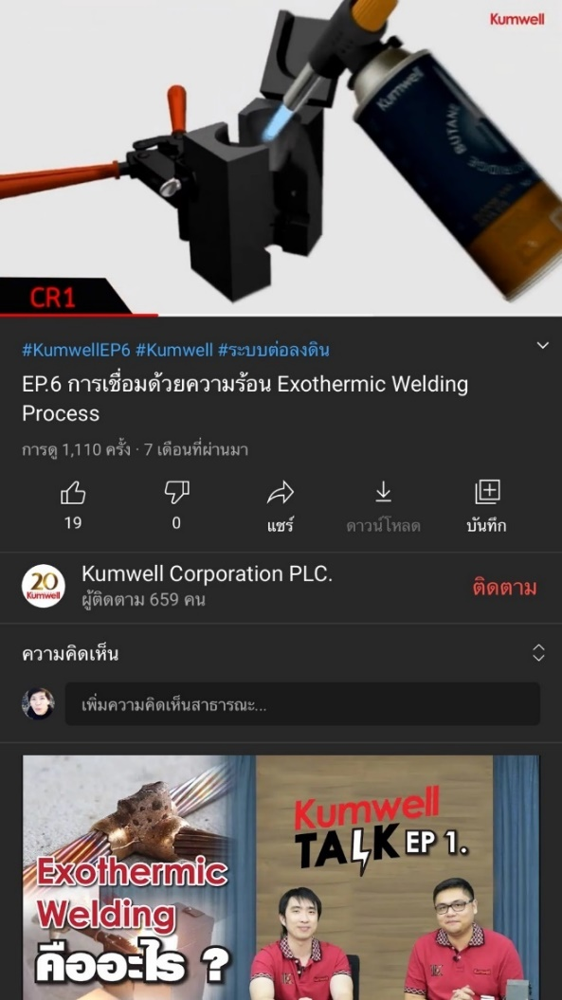 Kumwell
Kumwell
BUTANE
CR1
#KumwellEP6 #Kumwell #ระบบต่อลงดิน
EP.6 การเชื่อมด้วยความร้อน Exothermic Welding
Process
การดู 1,110 ครั้ง · 7 เดือนที่ผ่านมา
19
0
แชร์
ดาวน์โหลด
บันทึก
20
Kumwell
Kumwell Corporation PLC.
ผู้ติดตาม 659 คน
ติดตาม
ความคิดเห็น
เพิ่มความคิดเห็นสาธารณะ...
Kumwell
TALK EP 1.
Exothermic
Welding
คืออะไร ?